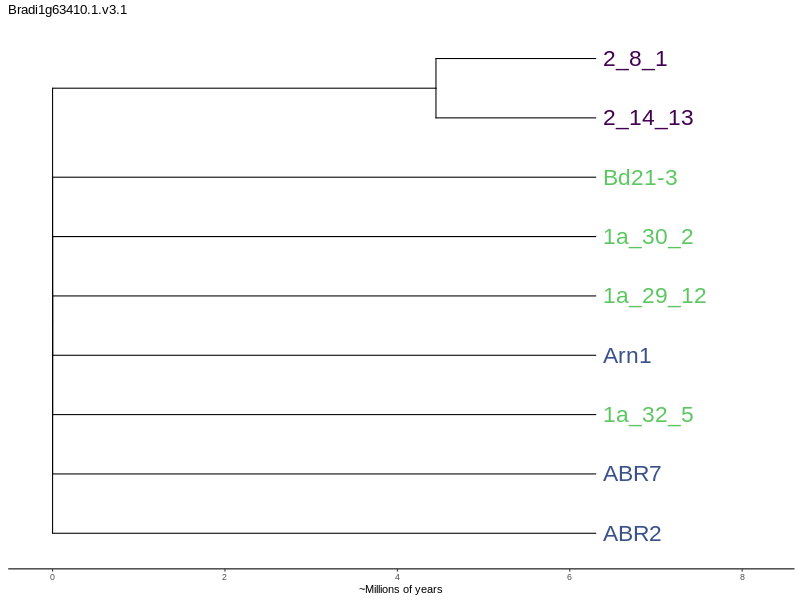 Bradi1g63410.1.v3.1
2_8_1
2_14_13
Bd21-3
1a_30_2
1a_29_12
Arn1
1a_32_5
ABR7
ABR2
0 2 4 6 8
~Millions of years